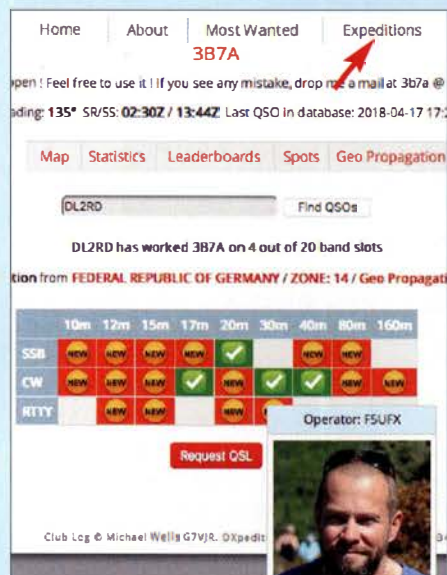 Home About Most Wanted Expeditions
3B7A
open ! Feel free to use it ! If you see any mistake, drop me a mail at 3b7a @
ading: 135° SR/SS: 02:30Z / 13:44Z Last QSO in database: 2018-04-17 17:2
Map Statistics Leaderboards Spots Geo Propagation
DL2RD Find QSOs
DL2RD has worked 3B7A on 4 out of 20 band slots
tion from FEDERAL REPUBLIC OF GERMANY / ZONE: 14 / Geo Propagati
10m 12m 15m 17m 20m 30m 40m 80m 160m
SSB NEW NEW NEW NEW NEW NEW
CW NEW NEW NEW NEW NEW NEW
RTTY NEW NEW NEW NEW
Operator: F5UFX
Request QSL
Club Log © Michael Wells G7VJR. DXpedit